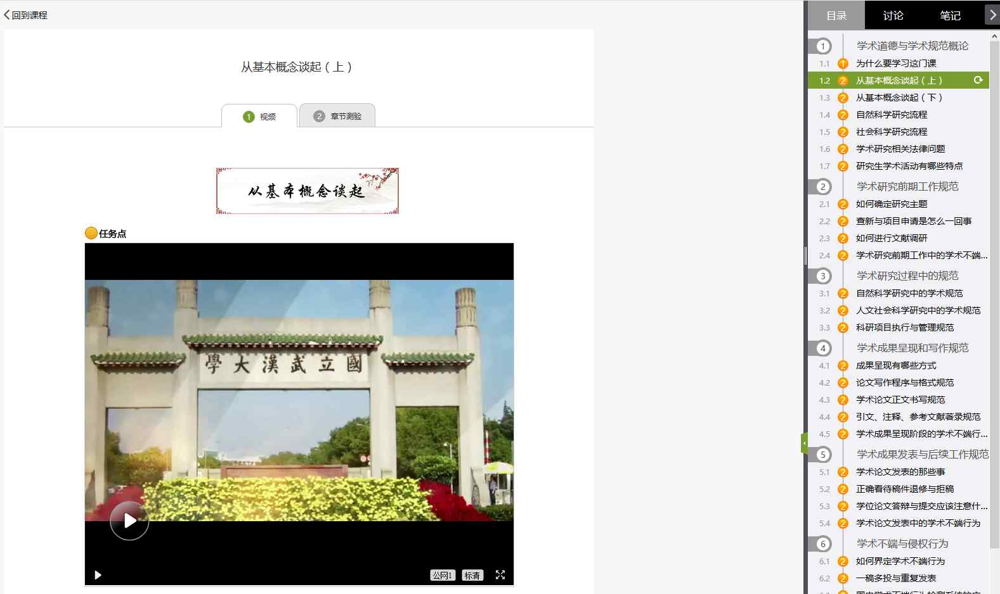 回到课程
从基本概念谈起（上）
1 视频
2 章节测验
从基本概念谈起
任务点
學大漢武立國
公网1 标清
目录 讨论 笔记
1 学术道德与学术规范概论
1.1 1 为什么要学习这门课
1.2 2 从基本概念谈起（上）
1.3 2 从基本概念谈起（下）
1.4 2 自然科学研究流程
1.5 2 社会科学研究流程
1.6 2 学术研究相关法律问题
1.7 2 研究生学术活动有哪些特点
2 学术研究前期工作规范
2.1 2 如何确定研究主题
2.2 2 查新与项目申请是怎么一回事
2.3 2 如何进行文献调研
2.4 2 学术研究前期工作中的学术不端...
3 学术研究过程中的规范
3.1 2 自然科学研究中的学术规范
3.2 2 人文社会科学研究中的学术规范
3.3 2 科研项目执行与管理规范
4 学术成果呈现和写作规范
4.1 2 成果呈现有哪些方式
4.2 2 论文写作程序与格式规范
4.3 2 学术论文正文书写规范
4.4 2 引文、注释、参考文献著录规范
4.5 2 学术成果呈现阶段的学术不端行...
5 学术成果发表与后续工作规范
5.1 2 学术论文发表的那些事
5.2 2 正确看待稿件退修与拒稿
5.3 2 学位论文答辩与提交应该注意什...
5.4 2 学术论文发表中的学术不端行为
6 学术不端与侵权行为
6.1 2 如何界定学术不端行为
6.2 2 一稿多投与重复发表